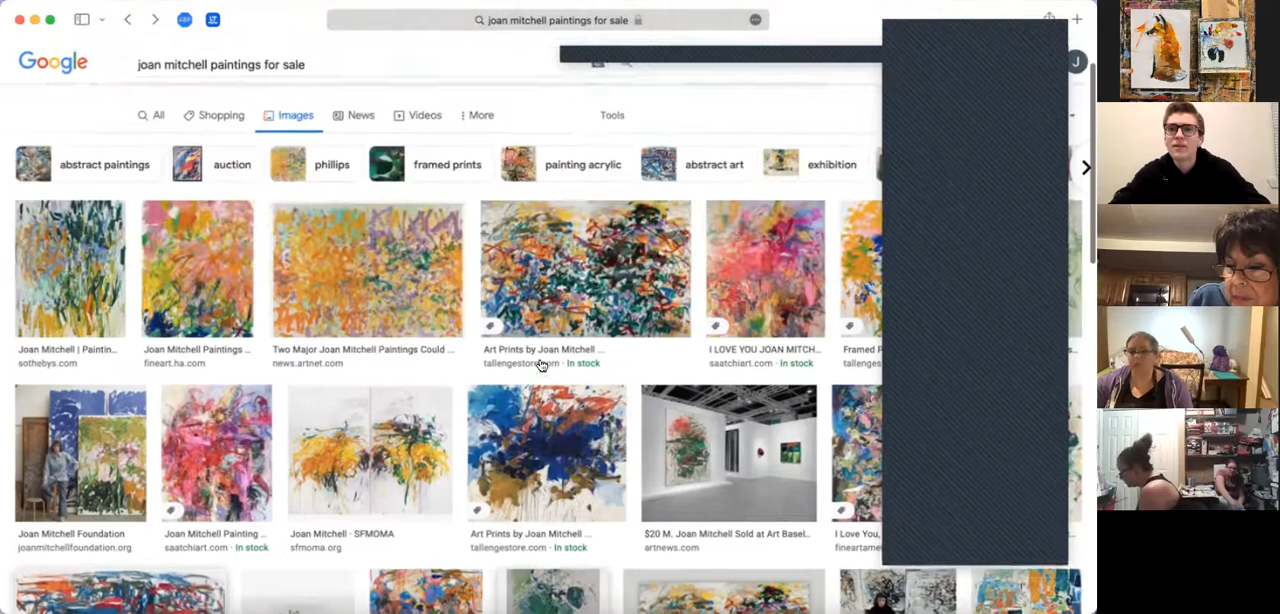 joan mitchell paintings for sale
Google
joan mitchell paintings for sale
J
All Shopping Images News Videos More Tools
abstract paintings auction phillips framed prints painting acrylic abstract art exhibition
Joan Mitchell | Paintin... Joan Mitchell Paintings ... Two Major Joan Mitchell Paintings Could ... Art Prints by Joan Mitchell ... I LOVE YOU JOAN MITCH... Framed
sothebys.com fineart.ha.com news.artnet.com tallengestore.com · In stock saatchiart.com · In stock
Joan Mitchell Foundation Joan Mitchell Painting ... Joan Mitchell · SFMOMA Art Prints by Joan Mitchell ... $20 M. Joan Mitchell Sold at Art Basel... I Love You,
joanmitchellfoundation.org saatchiart.com · In stock sfmoma.org tallengestore.com · In stock artnews.com fineartame